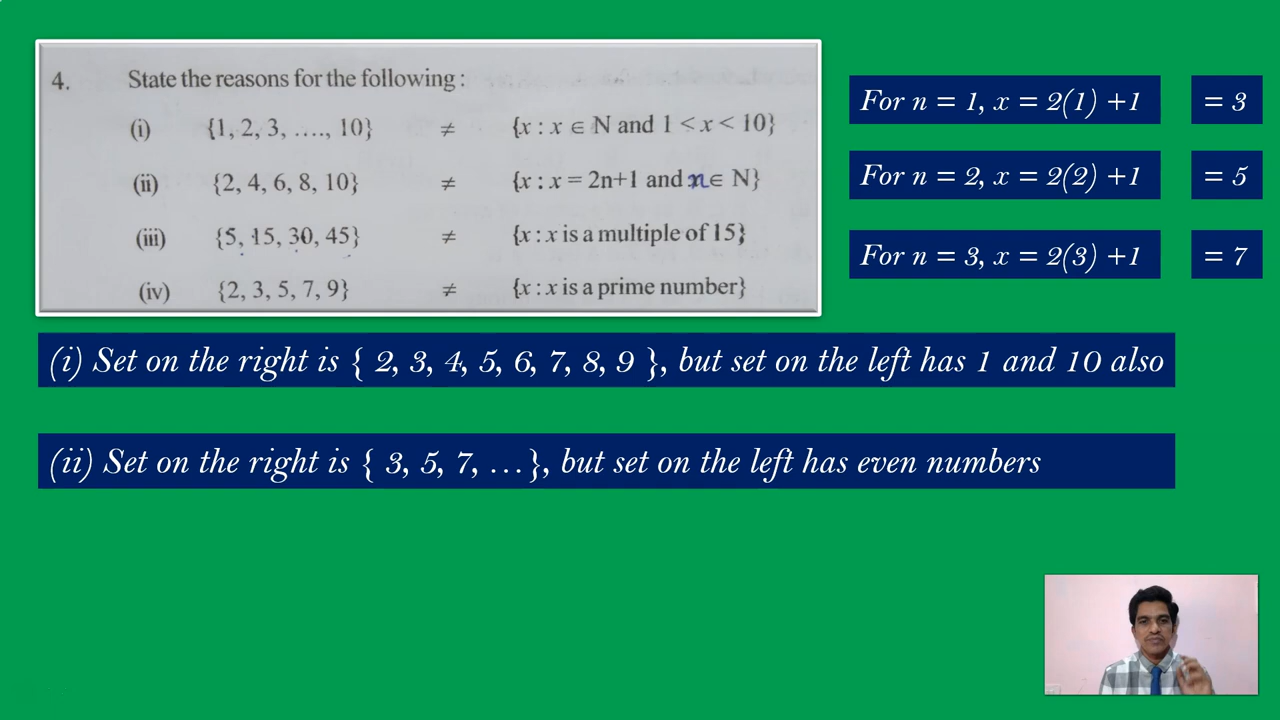 4. State the reasons for the following :
(i) {1, 2, 3, ...., 10} ≠ {x : x ∈ N and 1 < x < 10}
(ii) {2, 4, 6, 8, 10} ≠ {x : x = 2n+1 and n ∈ N}
(iii) {5, 15, 30, 45} ≠ {x : x is a multiple of 15}
(iv) {2, 3, 5, 7, 9} ≠ {x : x is a prime number}
For n = 1, x = 2(1) +1 = 3
For n = 2, x = 2(2) +1 = 5
For n = 3, x = 2(3) +1 = 7
(i) Set on the right is { 2, 3, 4, 5, 6, 7, 8, 9 }, but set on the left has 1 and 10 also
(ii) Set on the right is { 3, 5, 7, ...}, but set on the left has even numbers